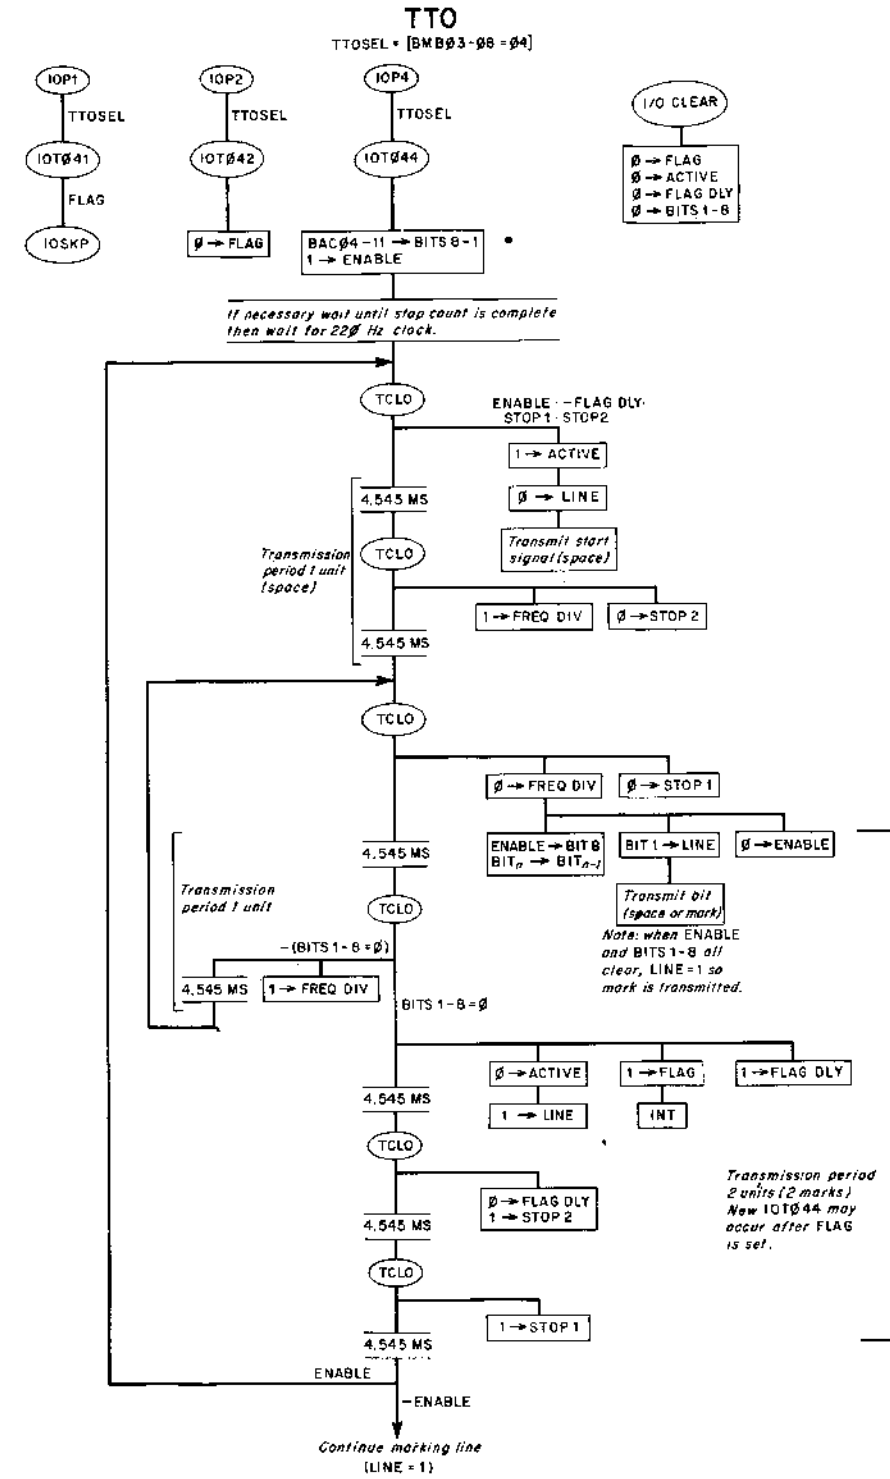 TTO
TTOSEL = [BMBØ3-Ø8 = Ø4]
IOP1
TTOSEL
IOTØ41
FLAG
IOSKP
IOP2
TTOSEL
IOTØ42
Ø → FLAG
IOP4
TTOSEL
IOTØ44
BACØ4-11 → BITS 8-1
1 → ENABLE
I/O CLEAR
Ø → FLAG
Ø → ACTIVE
Ø → FLAG DLY
Ø → BITS 1-8
If necessary wait until stop count is complete
then wait for 22Ø Hz clock.
TCLO
ENABLE · -FLAG DLY·
STOP1 · STOP2
1 → ACTIVE
Ø → LINE
Transmit start
signal (space)
4.545 MS
Transmission
period 1 unit
(space)
TCLO
1 → FREQ DIV
Ø → STOP 2
4.545 MS
TCLO
Ø → FREQ DIV
Ø → STOP 1
ENABLE → BIT 8
BITn → BITn-1
BIT 1 → LINE
Ø → ENABLE
4.545 MS
Transmission
period 1 unit
Transmit bit
(space or mark)
TCLO
Note: when ENABLE
and BITS 1-8 all
clear, LINE = 1 so
mark is transmitted.
-(BITS 1-8 = Ø)
4.545 MS
1 → FREQ DIV
BITS 1-8 = Ø
Ø → ACTIVE
1 → FLAG
1 → FLAG DLY
4.545 MS
1 → LINE
INT
TCLO
Ø → FLAG DLY
1 → STOP 2
4.545 MS
Transmission period
2 units (2 marks)
New IOTØ44 may
occur after FLAG
is set.
TCLO
1 → STOP 1
4.545 MS
ENABLE
-ENABLE
Continue marking line
(LINE = 1)